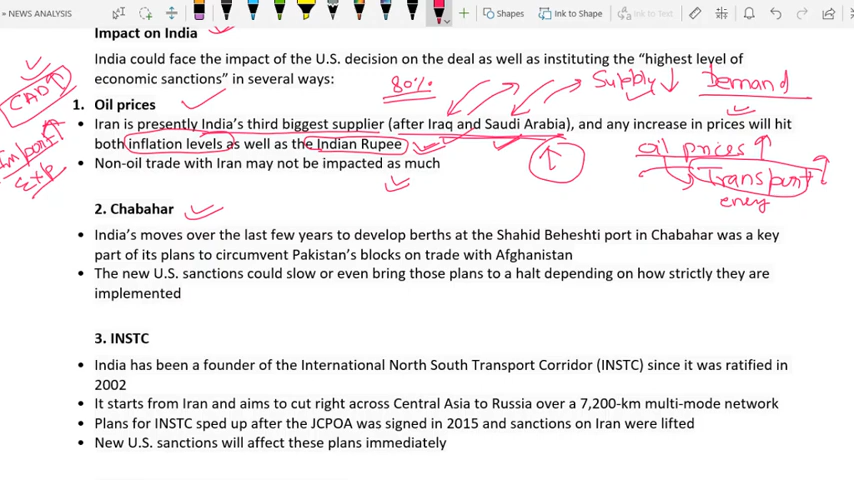 » NEWS ANALYSIS
Shapes
Ink to Shape
Ink to Text
Impact on India
India could face the impact of the U.S. decision on the deal as well as instituting the “highest level of
economic sanctions” in several ways:
80%
Supply↓
Demand
CAD↑
1. Oil prices
• Iran is presently India’s third biggest supplier (after Iraq and Saudi Arabia), and any increase in prices will hit
both inflation levels as well as the Indian Rupee
Import↑
Exp
↑
oil prices ↑
Transport ↑
energy
• Non-oil trade with Iran may not be impacted as much
2. Chabahar
• India’s moves over the last few years to develop berths at the Shahid Beheshti port in Chabahar was a key
part of its plans to circumvent Pakistan’s blocks on trade with Afghanistan
• The new U.S. sanctions could slow or even bring those plans to a halt depending on how strictly they are
implemented
3. INSTC
• India has been a founder of the International North South Transport Corridor (INSTC) since it was ratified in
2002
• It starts from Iran and aims to cut right across Central Asia to Russia over a 7,200-km multi-mode network
• Plans for INSTC sped up after the JCPOA was signed in 2015 and sanctions on Iran were lifted
• New U.S. sanctions will affect these plans immediately